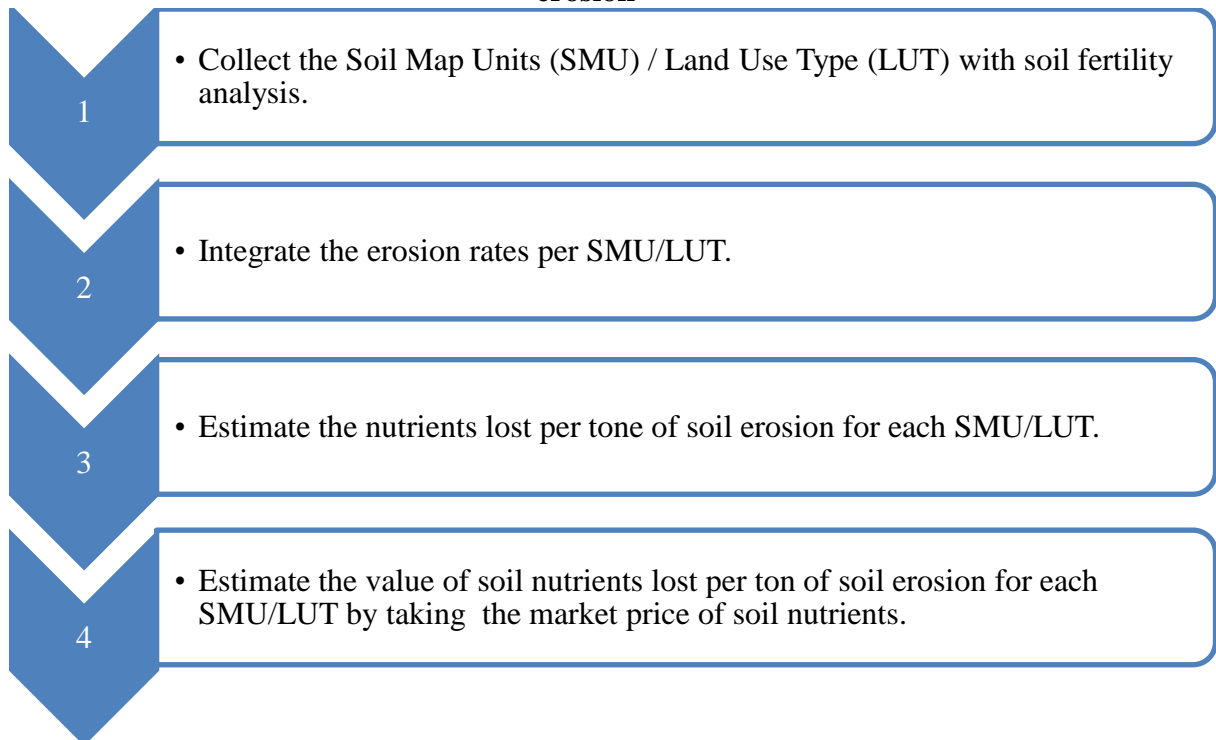 erosion
1
• Collect the Soil Map Units (SMU) / Land Use Type (LUT) with soil fertility
analysis.
2
• Integrate the erosion rates per SMU/LUT.
3
• Estimate the nutrients lost per tone of soil erosion for each SMU/LUT.
4
• Estimate the value of soil nutrients lost per ton of soil erosion for each
SMU/LUT by taking the market price of soil nutrients.